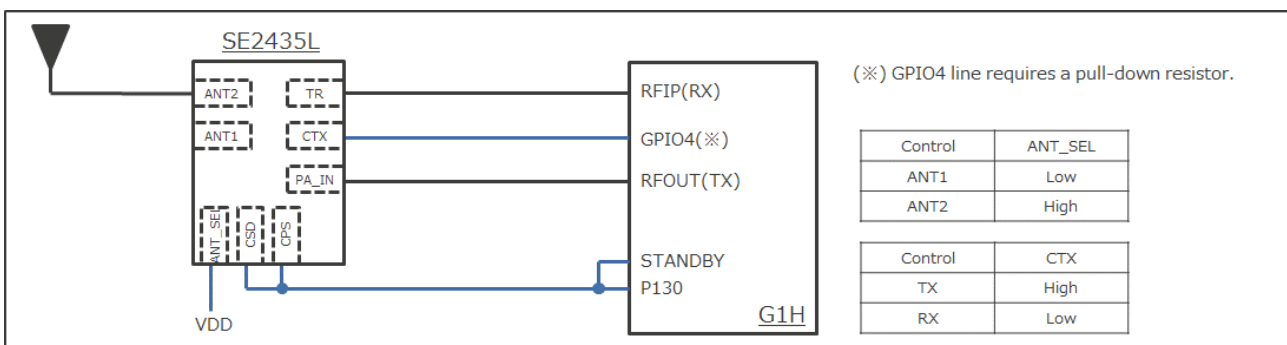 SE2435L
ANT2
TR
ANT1
CTX
PA_IN
ANT_SEL
CSD
CPS
VDD
RFIP(RX)
GPIO4(※)
RFOUT(TX)
STANDBY
P130
G1H
(※) GPIO4 line requires a pull-down resistor.
Control ANT_SEL
ANT1 Low
ANT2 High
Control CTX
TX High
RX Low